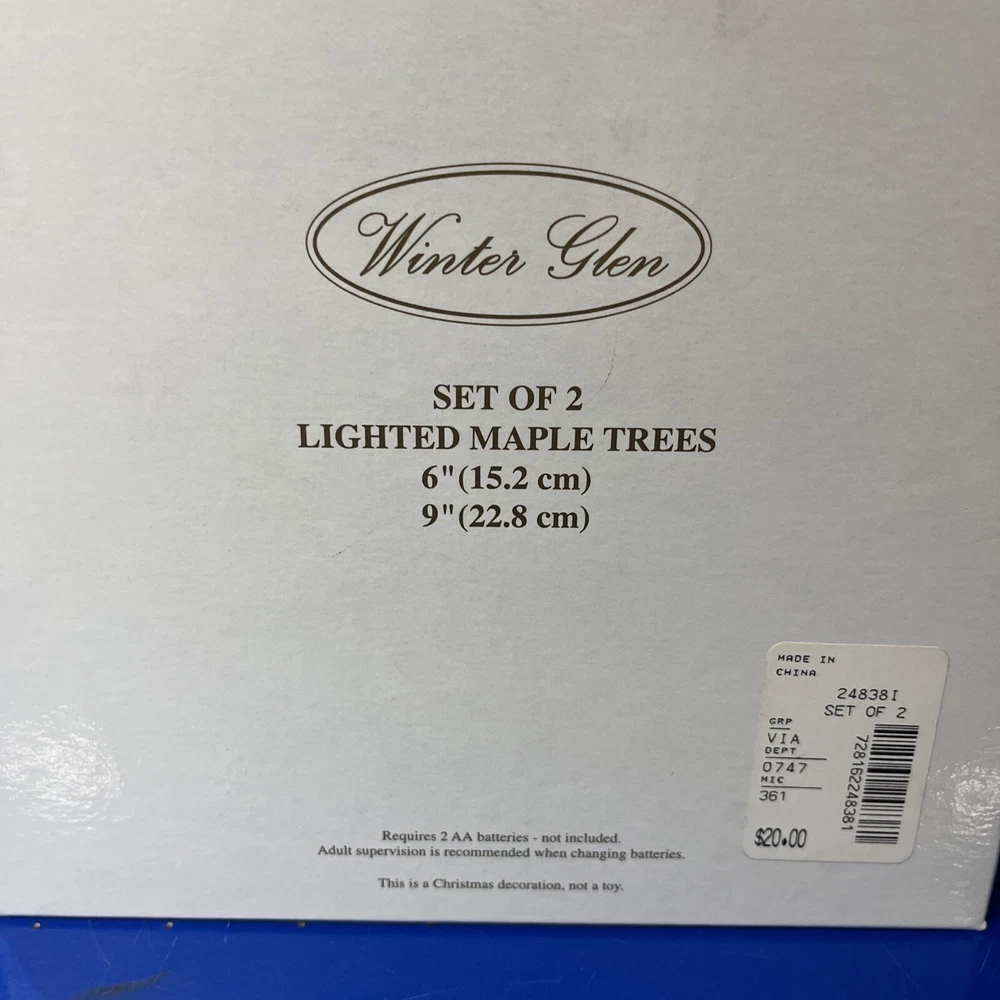 Winter Glen
SET OF 2
LIGHTED MAPLE TREES
6"(15.2 cm)
9"(22.8 cm)
MADE IN
CHINA
24838I
SET OF 2
GRP
VIA
DEPT
0747
MIC
361
728162248381
$20.00
Requires 2 AA batteries - not included.
Adult supervision is recommended when changing batteries.
This is a Christmas decoration, not a toy.